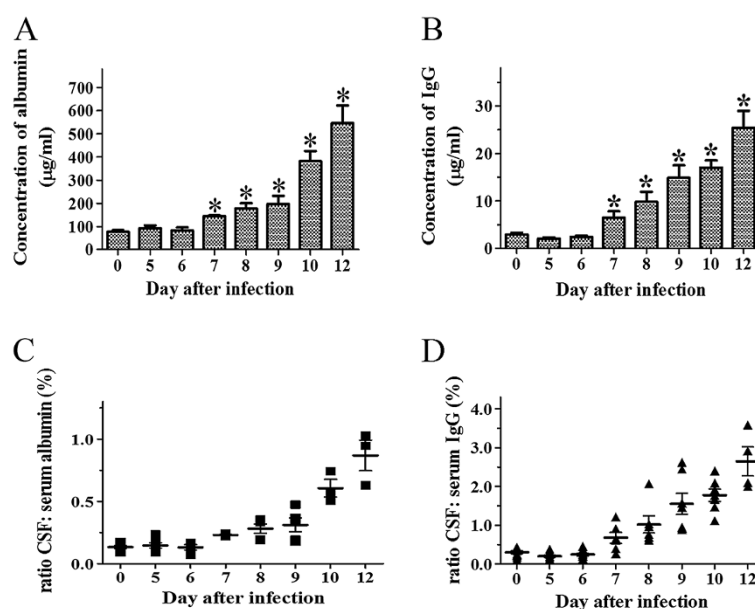 A
Concentration of albumin
(µg/ml)
700
600
500
400
300
200
100
0
* * * * * *
0 5 6 7 8 9 10 12
Day after infection
B
Concentration of IgG
(µg/ml)
30
20
10
0
* * * * * *
0 5 6 7 8 9 10 12
Day after infection
C
ratio CSF: serum albumin (%)
1.0
0.5
0.0
0 5 6 7 8 9 10 12
Day after infection
D
ratio CSF: serum IgG (%)
4.0
3.0
2.0
1.0
0.0
0 5 6 7 8 9 10 12
Day after infection